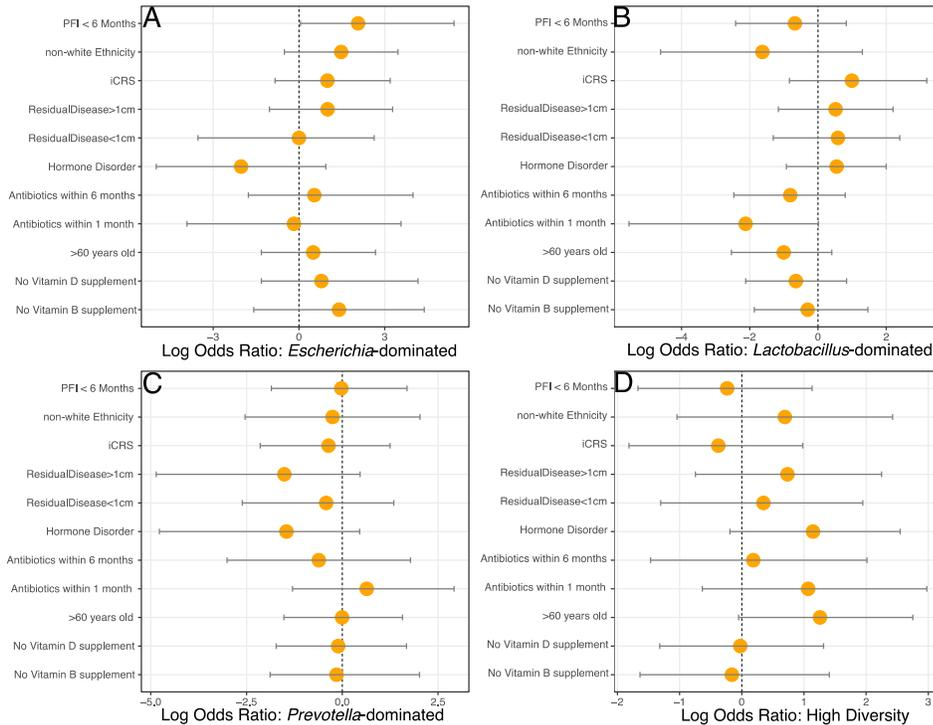 A
PFI < 6 Months
non-white Ethnicity
iCRS
ResidualDisease>1cm
ResidualDisease<1cm
Hormone Disorder
Antibiotics within 6 months
Antibiotics within 1 month
>60 years old
No Vitamin D supplement
No Vitamin B supplement
-3 0 3
Log Odds Ratio: Escherichia-dominated
B
PFI < 6 Months
non-white Ethnicity
iCRS
ResidualDisease>1cm
ResidualDisease<1cm
Hormone Disorder
Antibiotics within 6 months
Antibiotics within 1 month
>60 years old
No Vitamin D supplement
No Vitamin B supplement
-4 -2 0 2
Log Odds Ratio: Lactobacillus-dominated
C
PFI < 6 Months
non-white Ethnicity
iCRS
ResidualDisease>1cm
ResidualDisease<1cm
Hormone Disorder
Antibiotics within 6 months
Antibiotics within 1 month
>60 years old
No Vitamin D supplement
No Vitamin B supplement
-5.0 -2.5 0.0 2.5
Log Odds Ratio: Prevotella-dominated
D
PFI < 6 Months
non-white Ethnicity
iCRS
ResidualDisease>1cm
ResidualDisease<1cm
Hormone Disorder
Antibiotics within 6 months
Antibiotics within 1 month
>60 years old
No Vitamin D supplement
No Vitamin B supplement
-2 -1 0 1 2 3
Log Odds Ratio: High Diversity